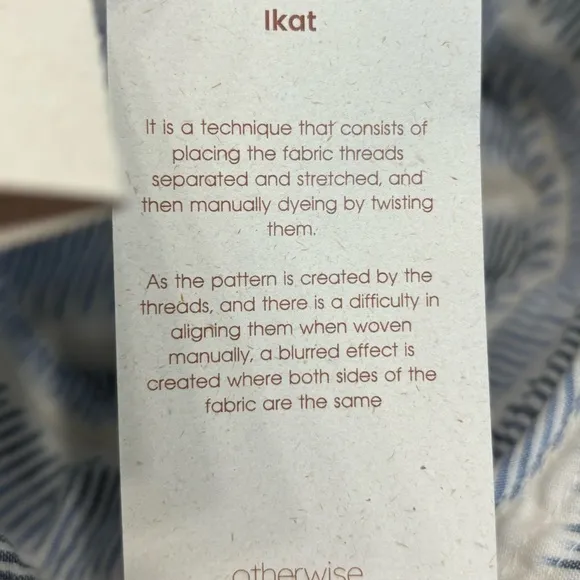 Ikat
It is a technique that consists of
placing the fabric threads
separated and stretched, and
then manually dyeing by twisting
them.
As the pattern is created by the
threads, and there is a difficulty in
aligning them when woven
manually, a blurred effect is
created where both sides of the
fabric are the same
otherwise